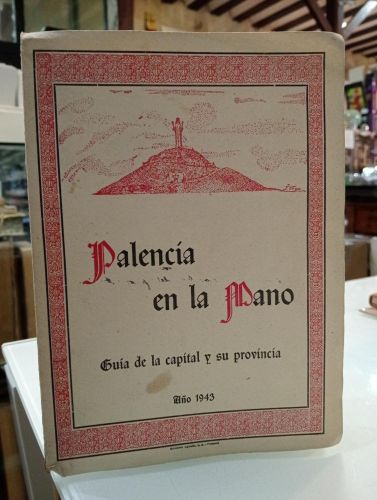 Palencia
en la Mano
Guía de la capital y su provincia
Año 1943